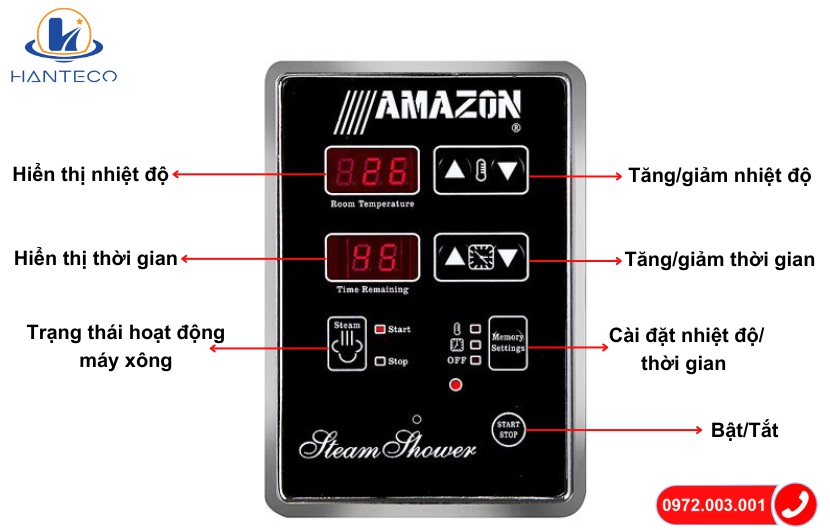 HANTECO
AMAZON
®
Hiển thị nhiệt độ
26
Tăng/giảm nhiệt độ
Room Temperature
Hiển thị thời gian
Tăng/giảm thời gian
Time Remaining
Trạng thái hoạt động
máy xông
Steam
Start
Stop
OFF
Memory
Settings
Cài đặt nhiệt độ/
thời gian
START
STOP
Bật/Tắt
Steam Shower
0972.003.001